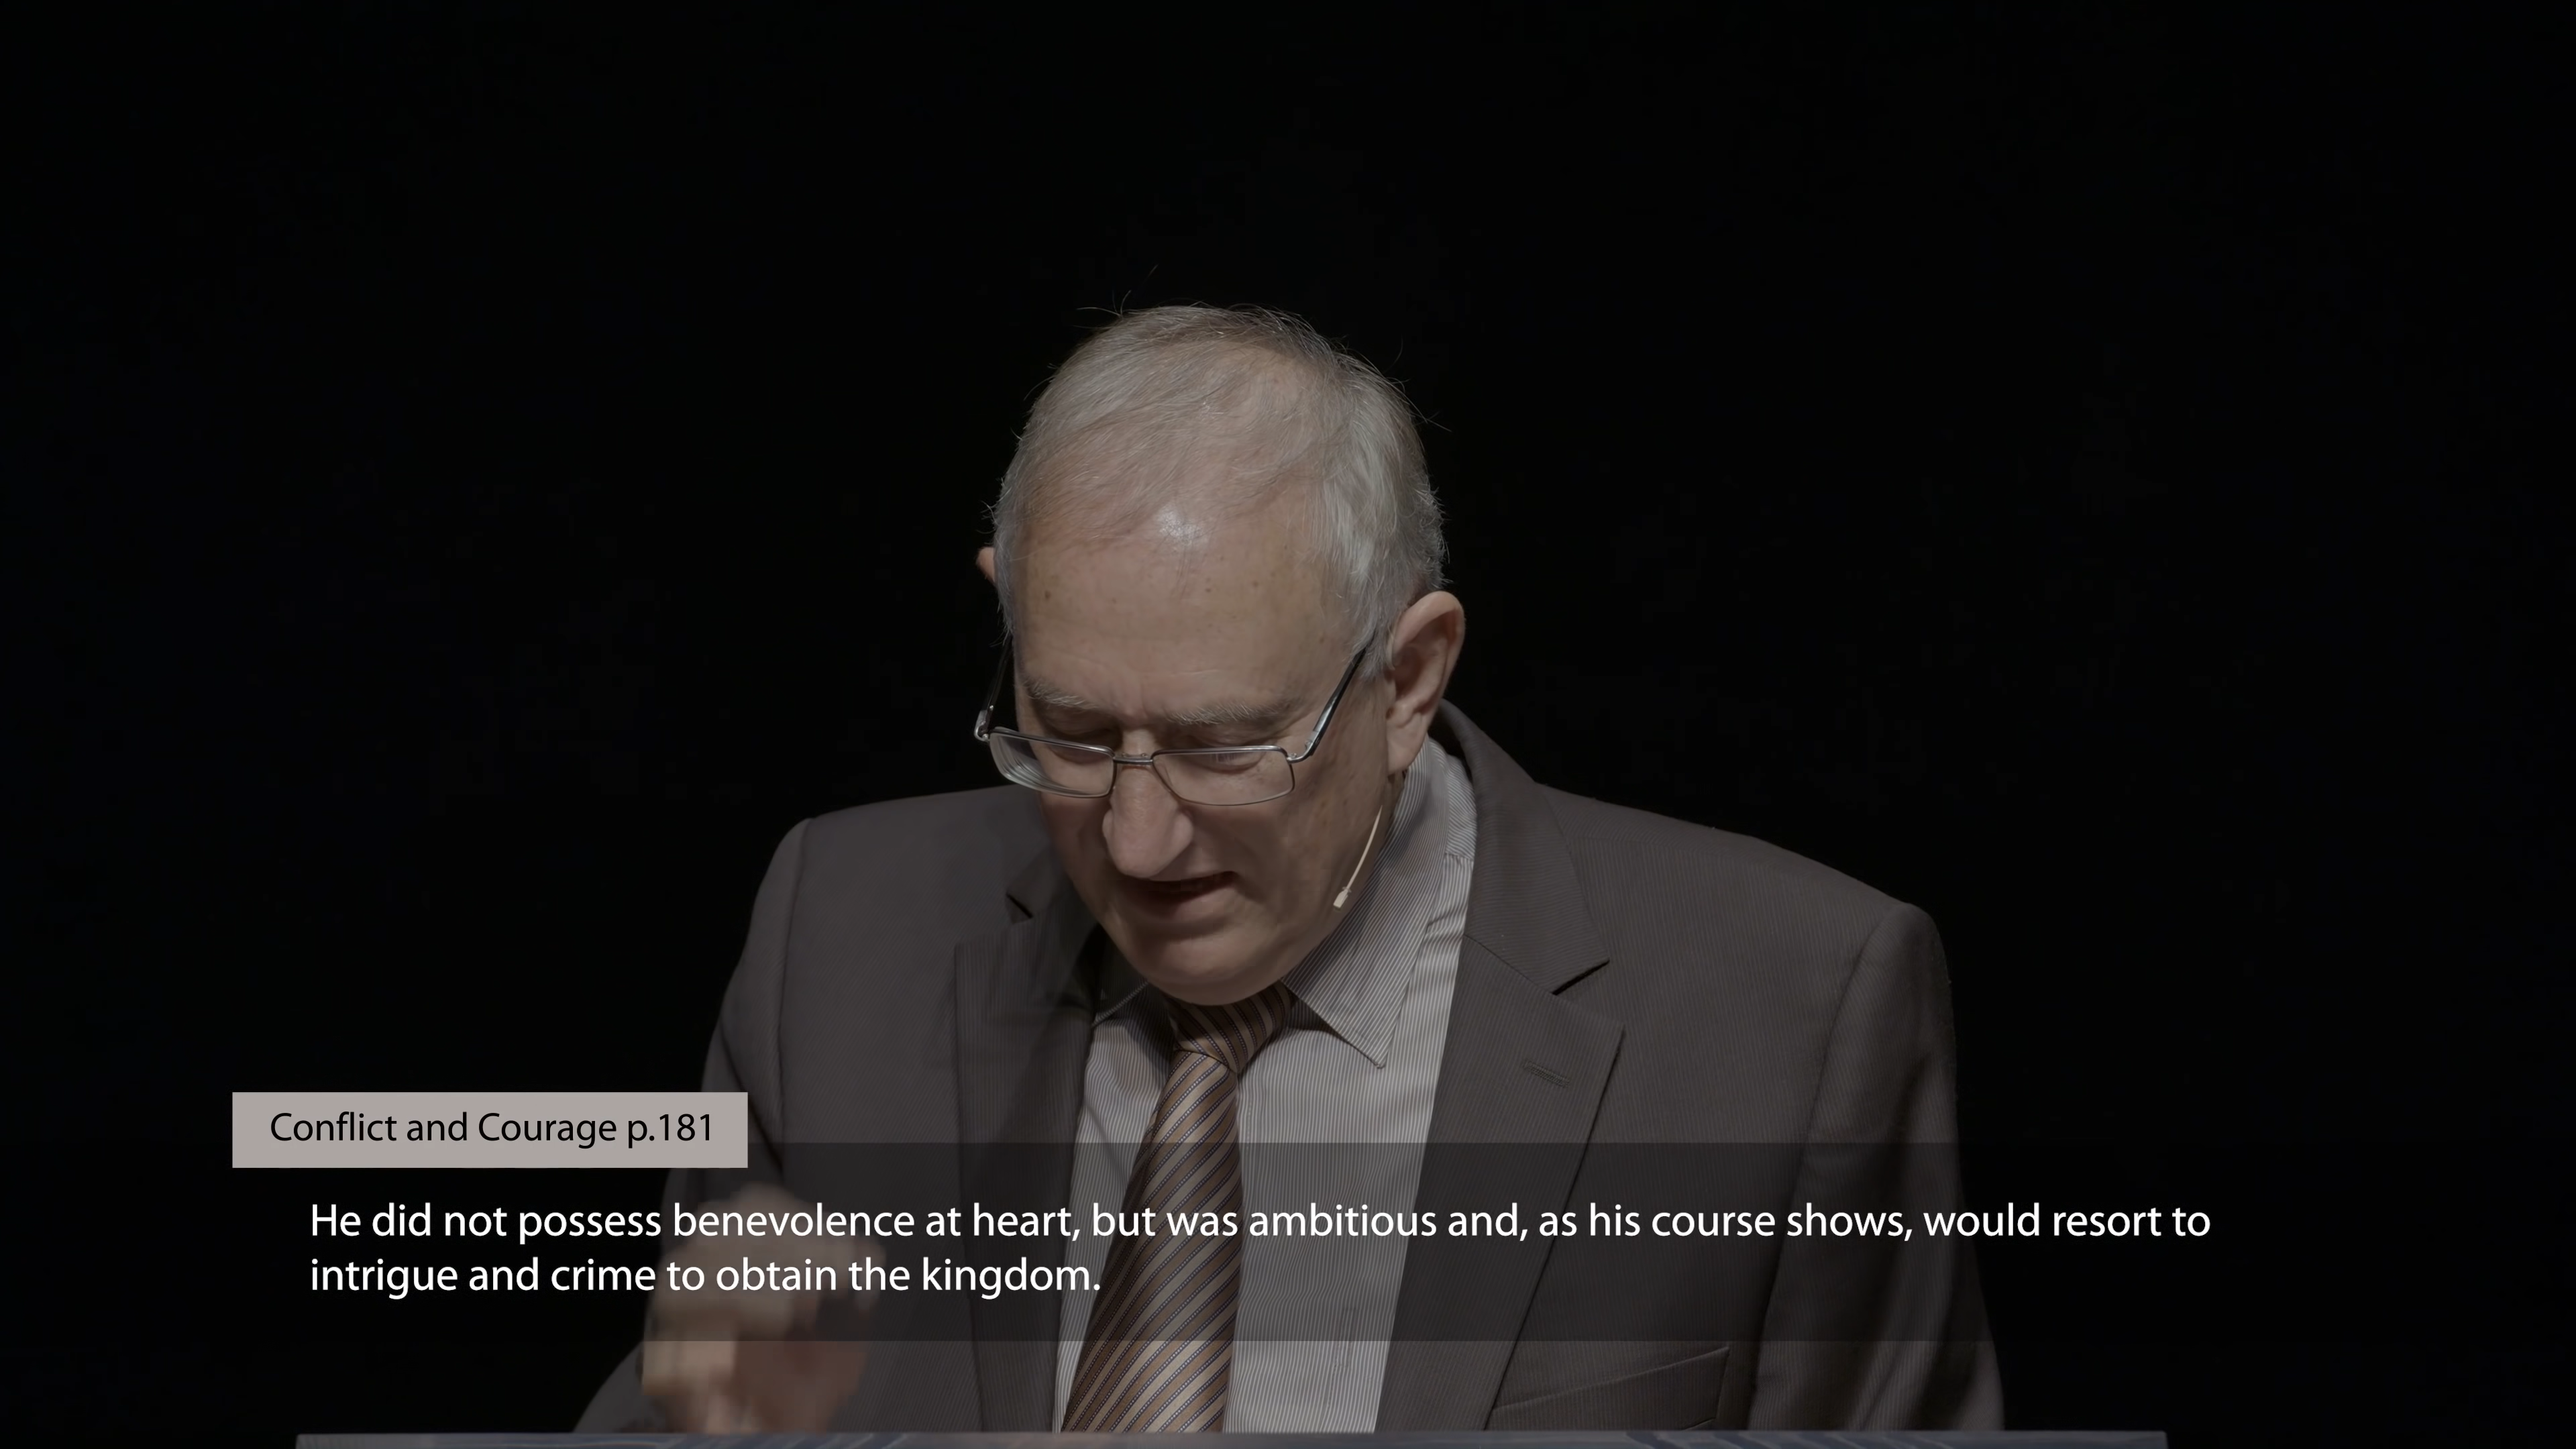 Conflict and Courage p.181
He did not possess benevolence at heart, but was ambitious and, as his course shows, would resort to
intrigue and crime to obtain the kingdom.